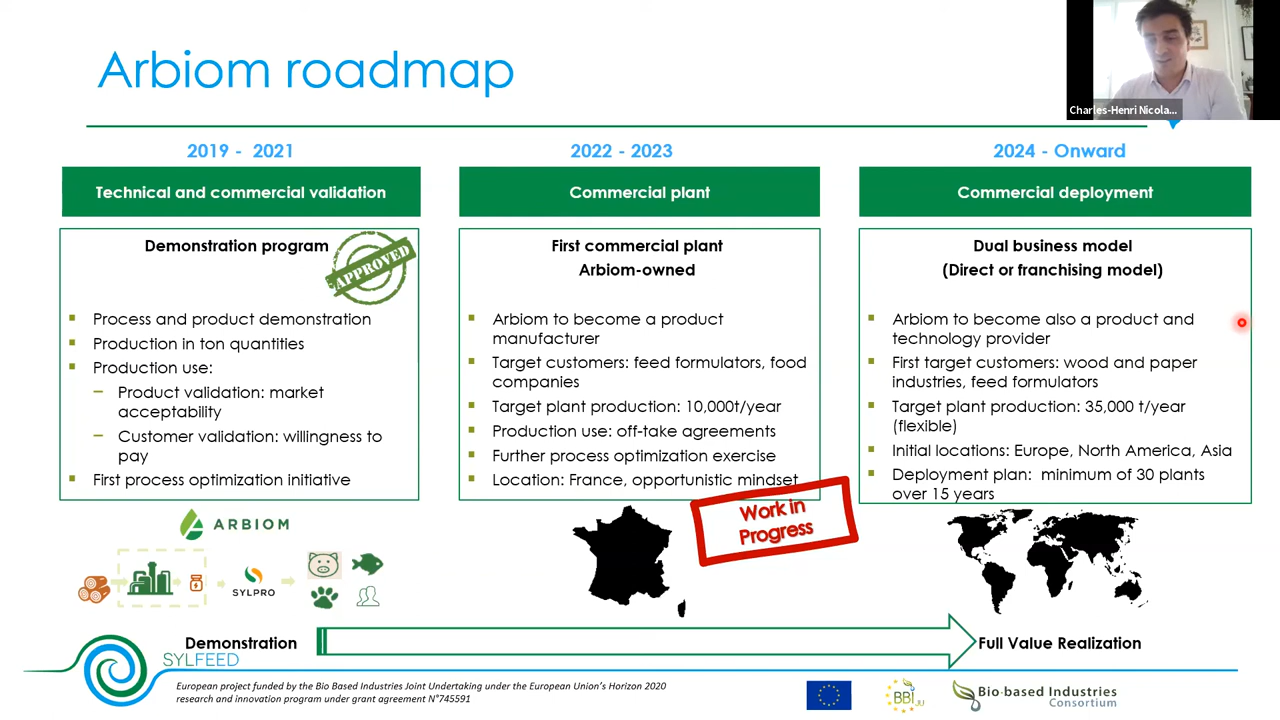 Arbiom roadmap
Charles-Henri Nicola...
2019 - 2021
Technical and commercial validation
Demonstration program
APPROVED
▪ Process and product demonstration
▪ Production in ton quantities
▪ Production use:
– Product validation: market
acceptability
– Customer validation: willingness to
pay
▪ First process optimization initiative
2022 - 2023
Commercial plant
First commercial plant
Arbiom-owned
▪ Arbiom to become a product
manufacturer
▪ Target customers: feed formulators, food
companies
▪ Target plant production: 10,000t/year
▪ Production use: off-take agreements
▪ Further process optimization exercise
▪ Location: France, opportunistic mindset
Work in
Progress
2024 - Onward
Commercial deployment
Dual business model
(Direct or franchising model)
▪ Arbiom to become also a product and
technology provider
▪ First target customers: wood and paper
industries, feed formulators
▪ Target plant production: 35,000 t/year
(flexible)
▪ Initial locations: Europe, North America, Asia
▪ Deployment plan: minimum of 30 plants
over 15 years
ARBIOM
SYLPRO
Demonstration
Full Value Realization
SYLFEED
European project funded by the Bio Based Industries Joint Undertaking under the European Union's Horizon 2020
research and innovation program under grant agreement N°745591
BBI JU
Bio-based Industries
Consortium